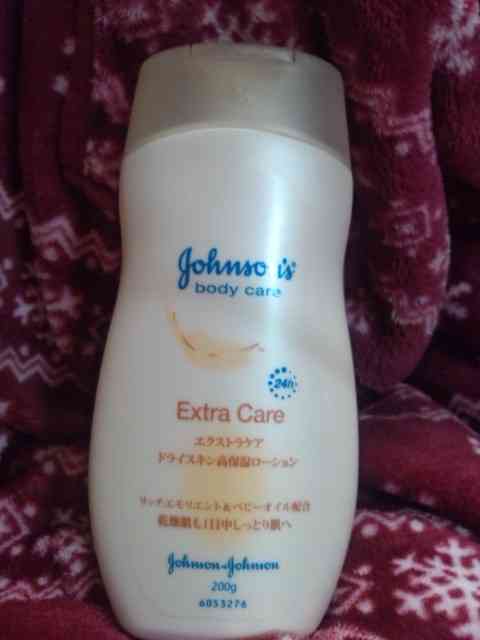 Johnson's®
body care
24h
Extra Care
エクストラケア
ドライスキン高保湿ローション
リッチエモリエント&ベビーオイル配合
乾燥肌も1日中しっとり肌へ
Johnson & Johnson
200g
6053276